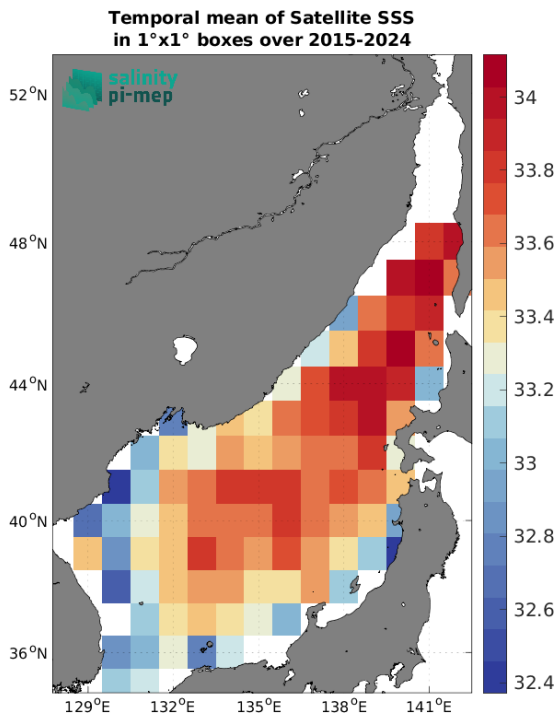 Temporal mean of Satellite SSS
in 1°x1° boxes over 2015-2024
salinity
pi-mep
52°N
48°N
44°N
40°N
36°N
129°E 132°E 135°E 138°E 141°E
34
33.8
33.6
33.4
33.2
33
32.8
32.6
32.4